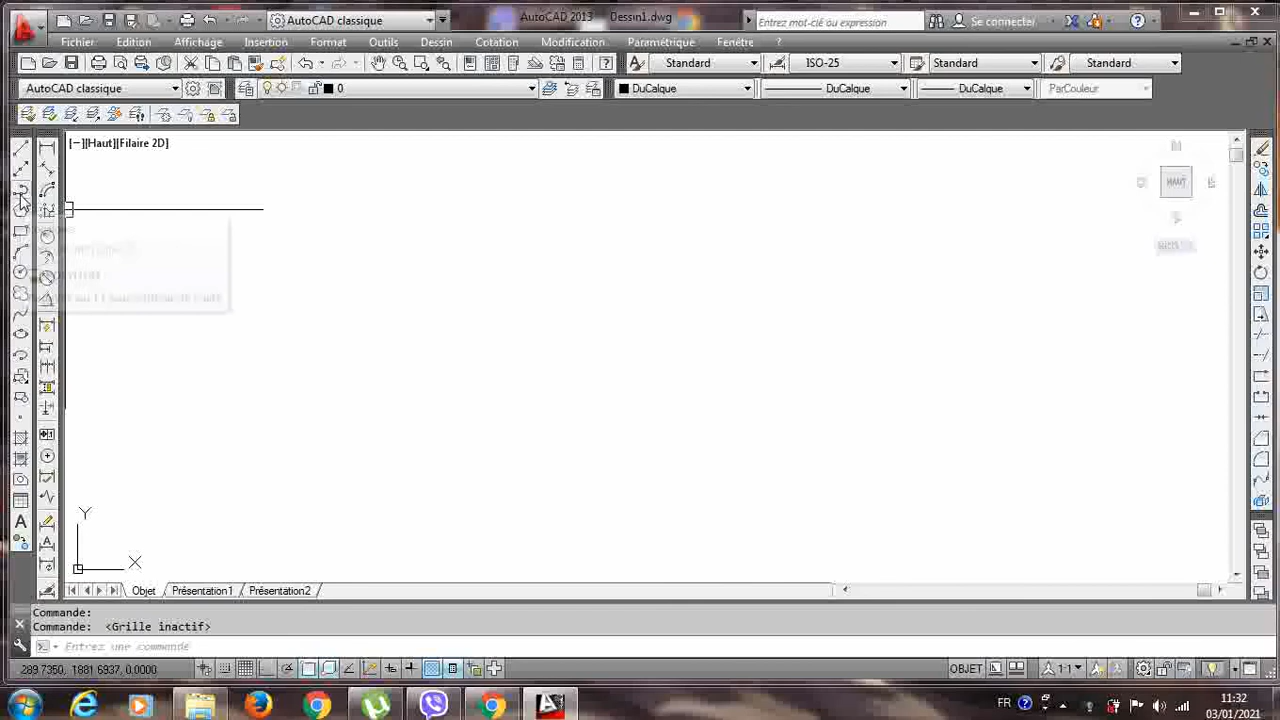 AutoCAD classique
AutoCAD 2013 Dessin1.dwg
Entrez mot-clé ou expression
Se connecter
Fichier Edition Affichage Insertion Format Outils Dessin Cotation Modification Paramétrique Fenêtre ?
Standard ISO-25 Standard Standard
AutoCAD classique 0 DuCalque DuCalque DuCalque ParCouleur
[−][Haut][Filaire 2D]
HAUT
Y
X
Objet Présentation1 Présentation2
Commande:
Commande: <Grille inactif>
Entrez une commande
-289.7350, 1881.6937, 0.0000 OBJET 1:1
FR 11:32
03/01/2021